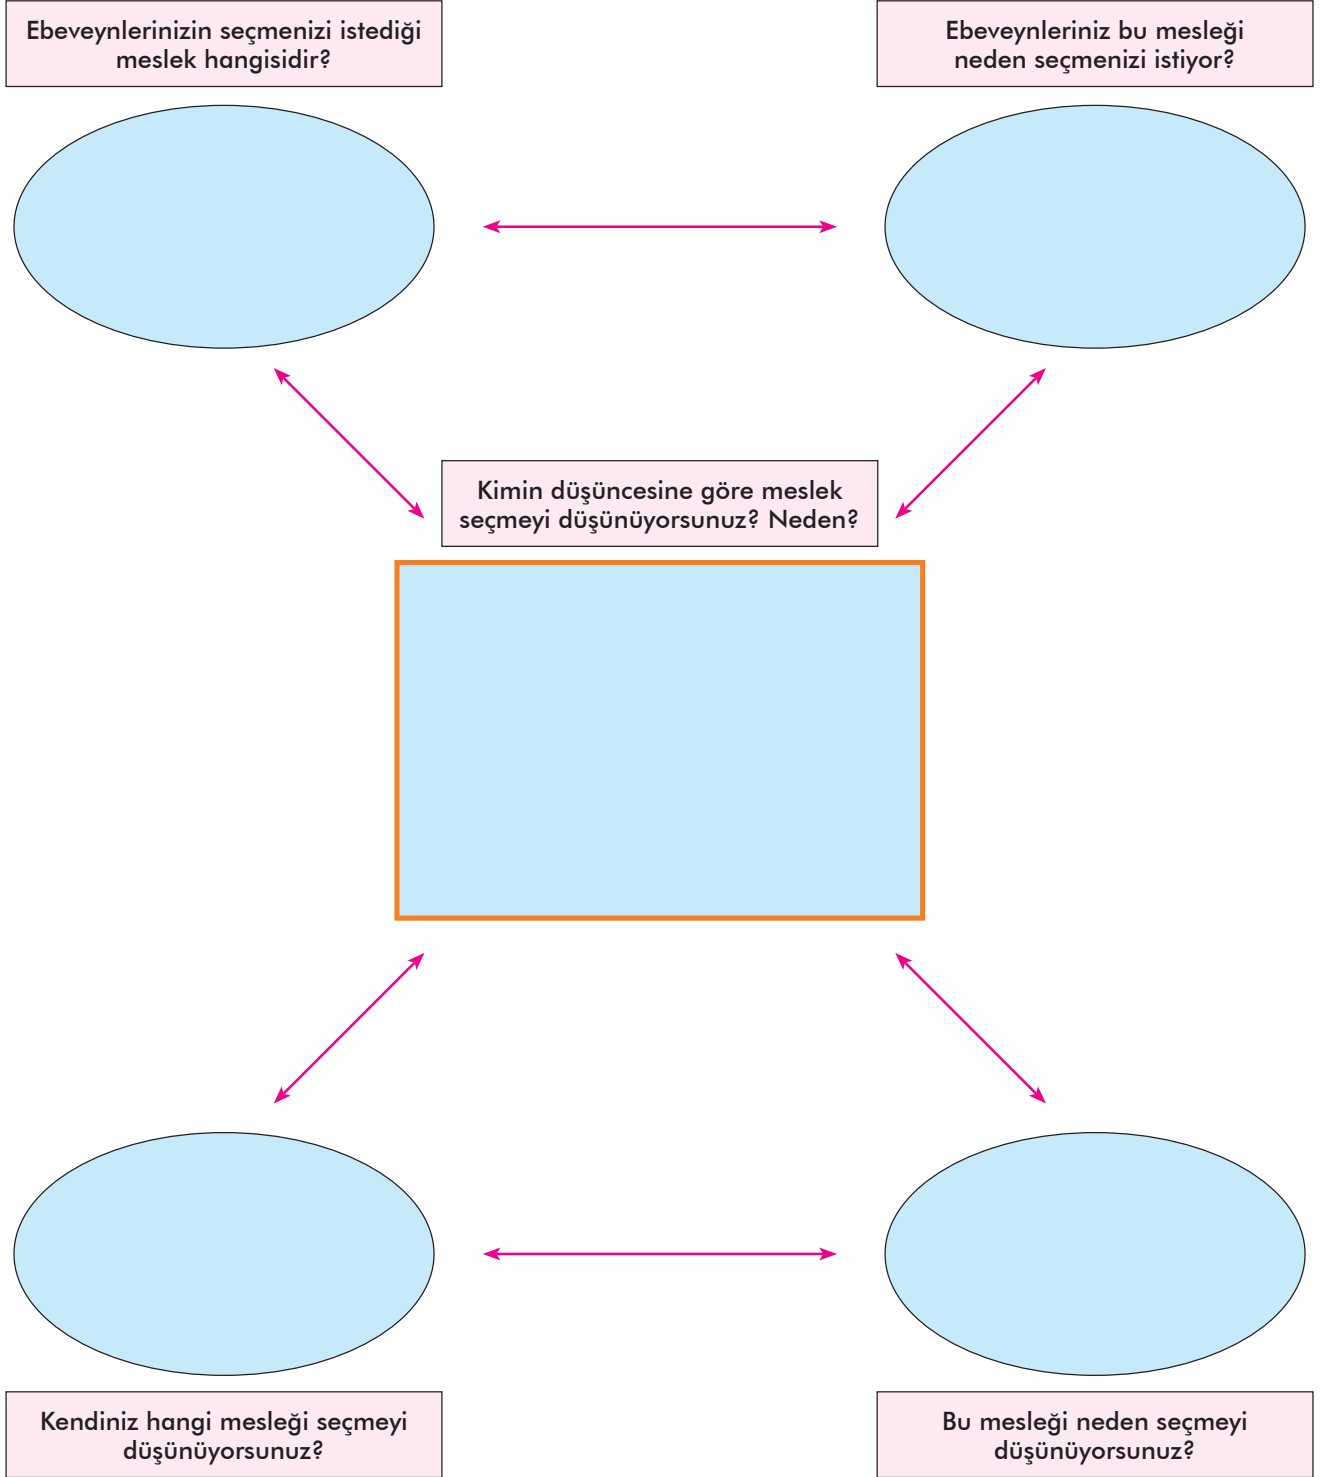 Ebeveynlerinizin seçmenizi istediği
meslek hangisidir?
Ebeveynleriniz bu mesleği
neden seçmenizi istiyor?
Kimin düşüncesine göre meslek
seçmeyi düşünüyorsunuz? Neden?
Kendiniz hangi mesleği seçmeyi
düşünüyorsunuz?
Bu mesleği neden seçmeyi
düşünüyorsunuz?